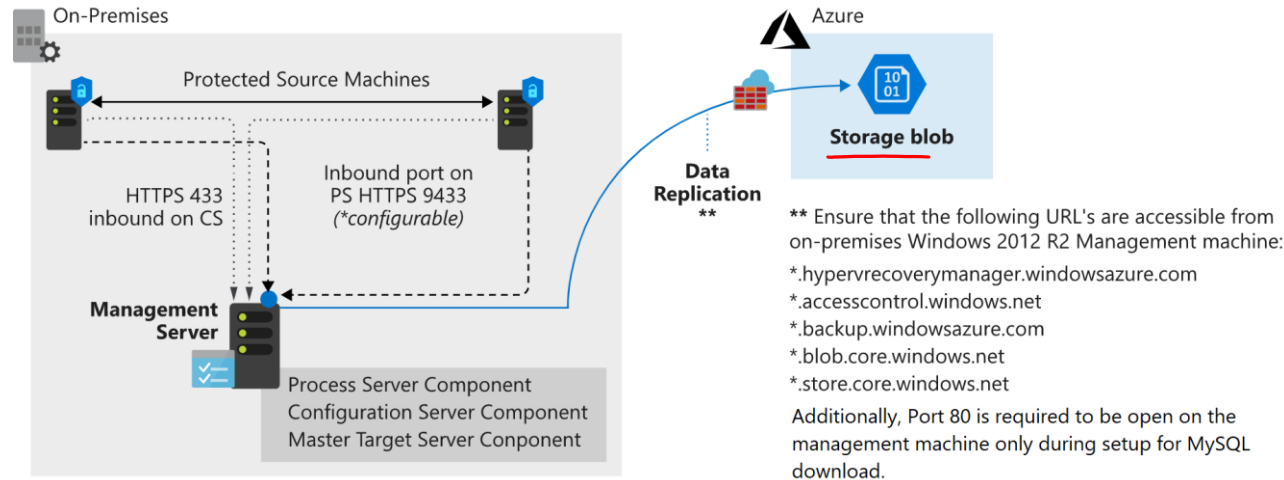 On-Premises
Azure
Protected Source Machines
10
01
Storage blob
HTTPS 433
inbound on CS
Inbound port on
PS HTTPS 9433
(*configurable)
Data
Replication
**
Management
Server
Process Server Component
Configuration Server Component
Master Target Server Conponent
** Ensure that the following URL's are accessible from
on-premises Windows 2012 R2 Management machine:
*.hypervrecoverymanager.windowsazure.com
*.accesscontrol.windows.net
*.backup.windowsazure.com
*.blob.core.windows.net
*.store.core.windows.net
Additionally, Port 80 is required to be open on the
management machine only during setup for MySQL
download.